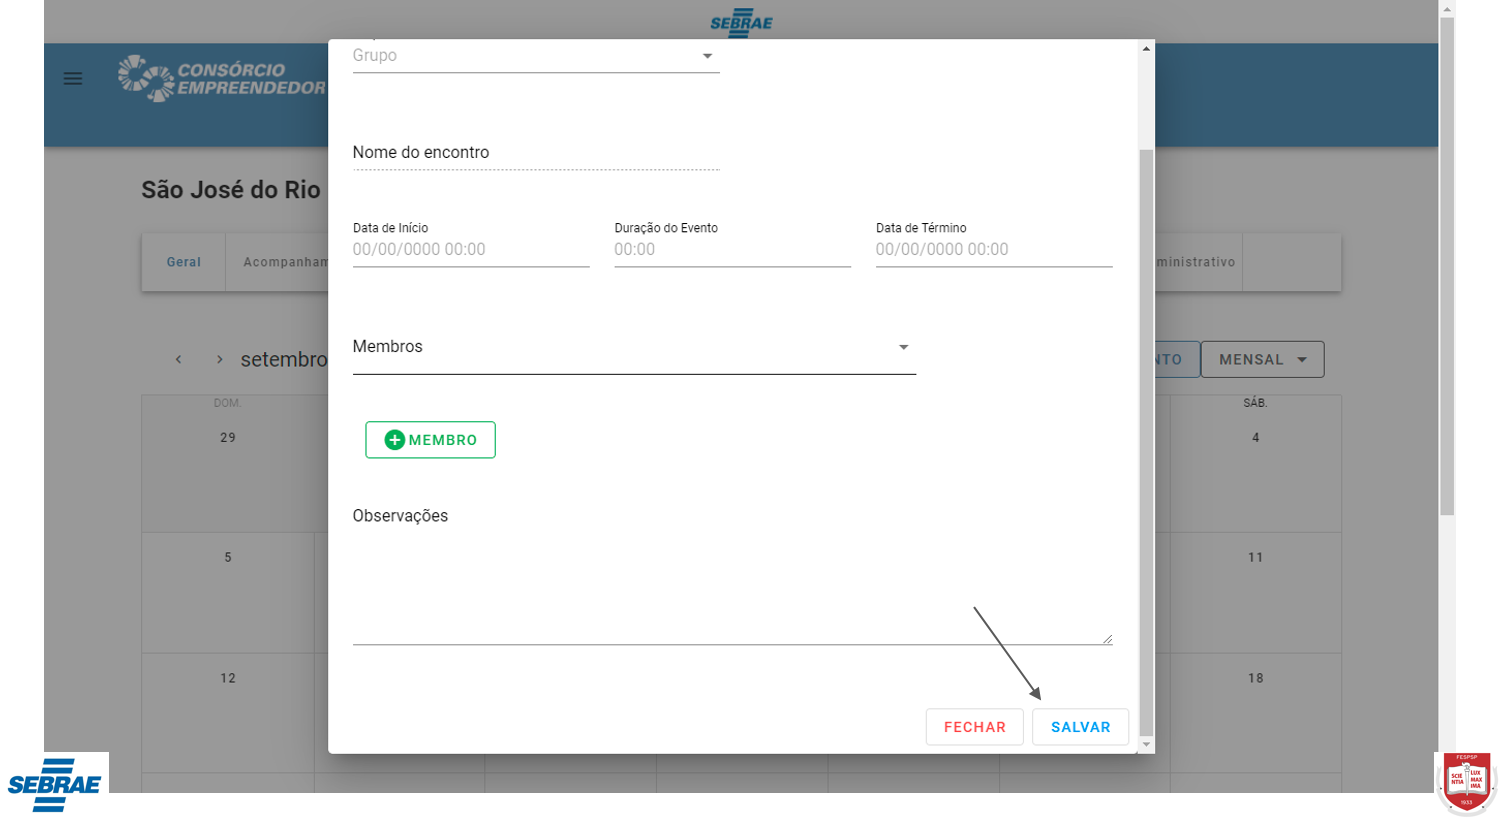 SEBRAE
CONSÓRCIO
EMPREENDEDOR
Grupo
Nome do encontro
São José do Rio
Data de Início
Duração do Evento
Data de Término
00/00/0000 00:00
00:00
00/00/0000 00:00
Geral
Acompanham
ministrativo
Membros
setembro
NTO
MENSAL
DOM.
SÁB.
29
4
MEMBRO
Observações
5
11
12
18
FECHAR
SALVAR
SEBRAE
FESPSP
SCIE
NTIA
LUX
MAX
IMA
1933